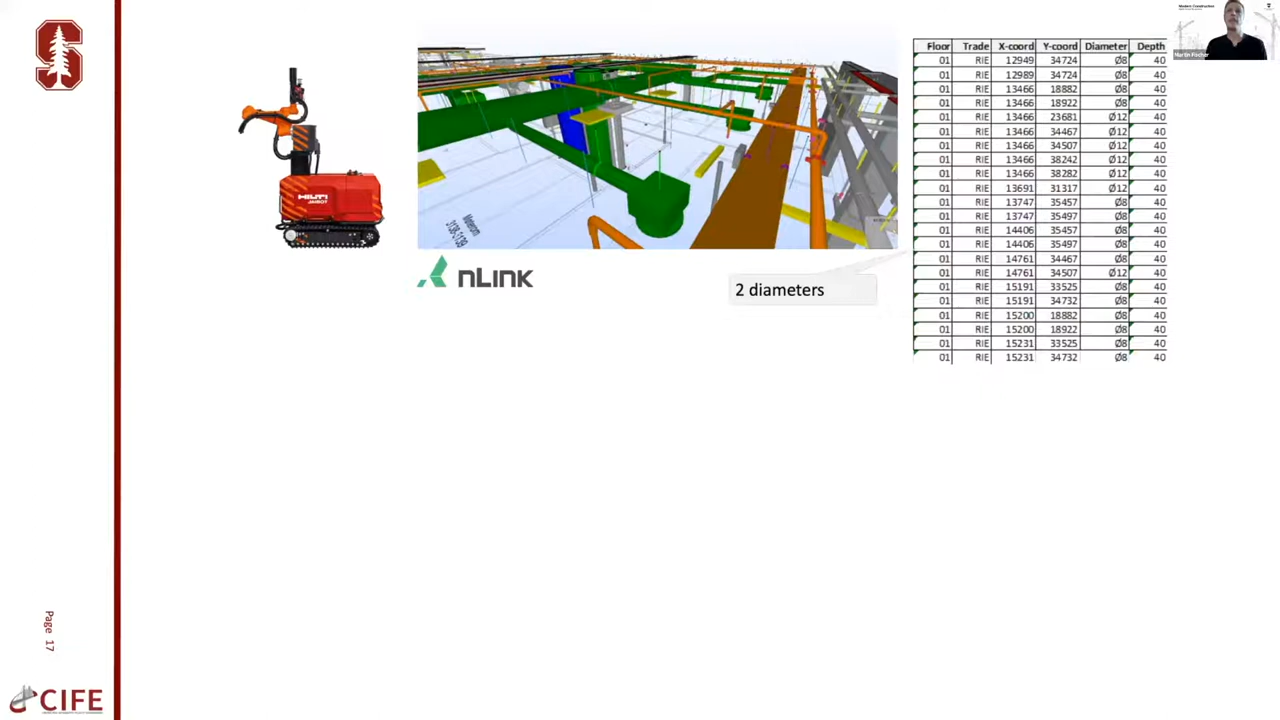 Modern Construction
Martin Fischer
HILTI
JAIBOT
nLINK
2 diameters
Floor Trade X-coord Y-coord Diameter Depth
01 RIE 12949 34724 Ø8 40
01 RIE 12989 34724 Ø8 40
01 RIE 13466 18882 Ø8 40
01 RIE 13466 18922 Ø8 40
01 RIE 13466 23681 Ø12 40
01 RIE 13466 34467 Ø12 40
01 RIE 13466 34507 Ø12 40
01 RIE 13466 38242 Ø12 40
01 RIE 13466 38282 Ø12 40
01 RIE 13691 31317 Ø12 40
01 RIE 13747 35457 Ø8 40
01 RIE 13747 35497 Ø8 40
01 RIE 14406 35457 Ø8 40
01 RIE 14406 35497 Ø8 40
01 RIE 14761 34467 Ø8 40
01 RIE 14761 34507 Ø12 40
01 RIE 15191 33525 Ø8 40
01 RIE 15191 34732 Ø8 40
01 RIE 15200 18882 Ø8 40
01 RIE 15200 18922 Ø8 40
01 RIE 15231 33525 Ø8 40
01 RIE 15231 34732 Ø8 40
Page 17
CIFE